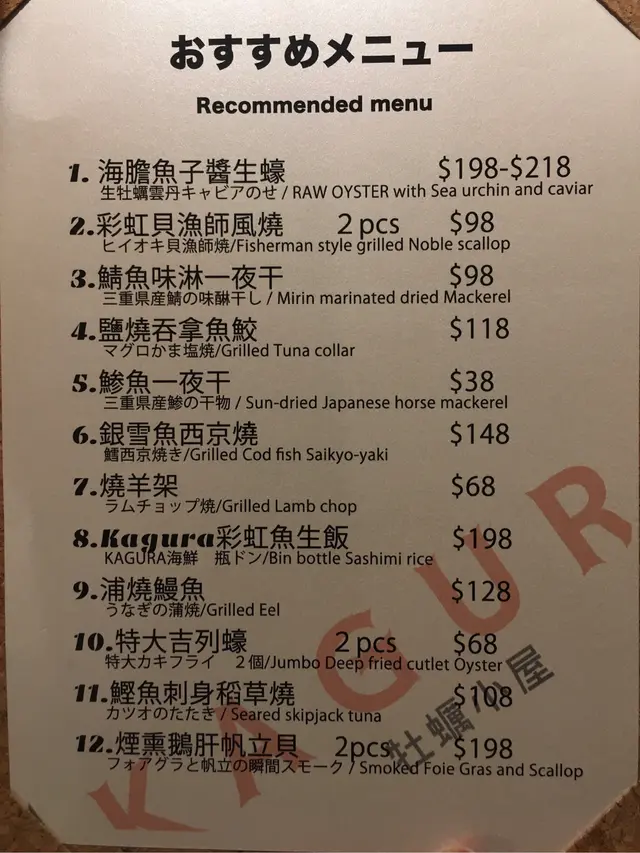 おすすめメニュー
Recommended menu
1. 海膽魚子醬生蠔 $198-$218
生牡蠣雲丹キャビアのせ / RAW OYSTER with Sea urchin and caviar
2.彩虹貝漁師風燒 2 pcs $98
ヒイオキ貝漁師焼/Fisherman style grilled Noble scallop
3.鯖魚味淋一夜干 $98
三重県産鯖の味醂干し / Mirin marinated dried Mackerel
4.鹽燒吞拿魚鮫 $118
マグロかま塩焼/Grilled Tuna collar
5.鰺魚一夜干 $38
三重県産鯵の干物 / Sun-dried Japanese horse mackerel
6.銀雪魚西京燒 $148
鱈西京焼き/Grilled Cod fish Saikyo-yaki
7.燒羊架 $68
ラムチョップ焼/Grilled Lamb chop
8.Kagura彩虹魚生飯 $198
KAGURA海鮮 瓶ドン/Bin bottle Sashimi rice
9.浦燒鰻魚 $128
うなぎの蒲焼/Grilled Eel
10.特大吉列蠔 2 pcs $68
特大カキフライ 2個/Jumbo Deep fried cutlet Oyster
11.鰹魚刺身稻草燒 $108
カツオのたたき / Seared skipjack tuna
12.煙熏鵝肝帆立貝 2pcs $198
フォアグラと帆立の瞬間スモーク / Smoked Foie Gras and Scallop
KAGUR
牡蠣小屋